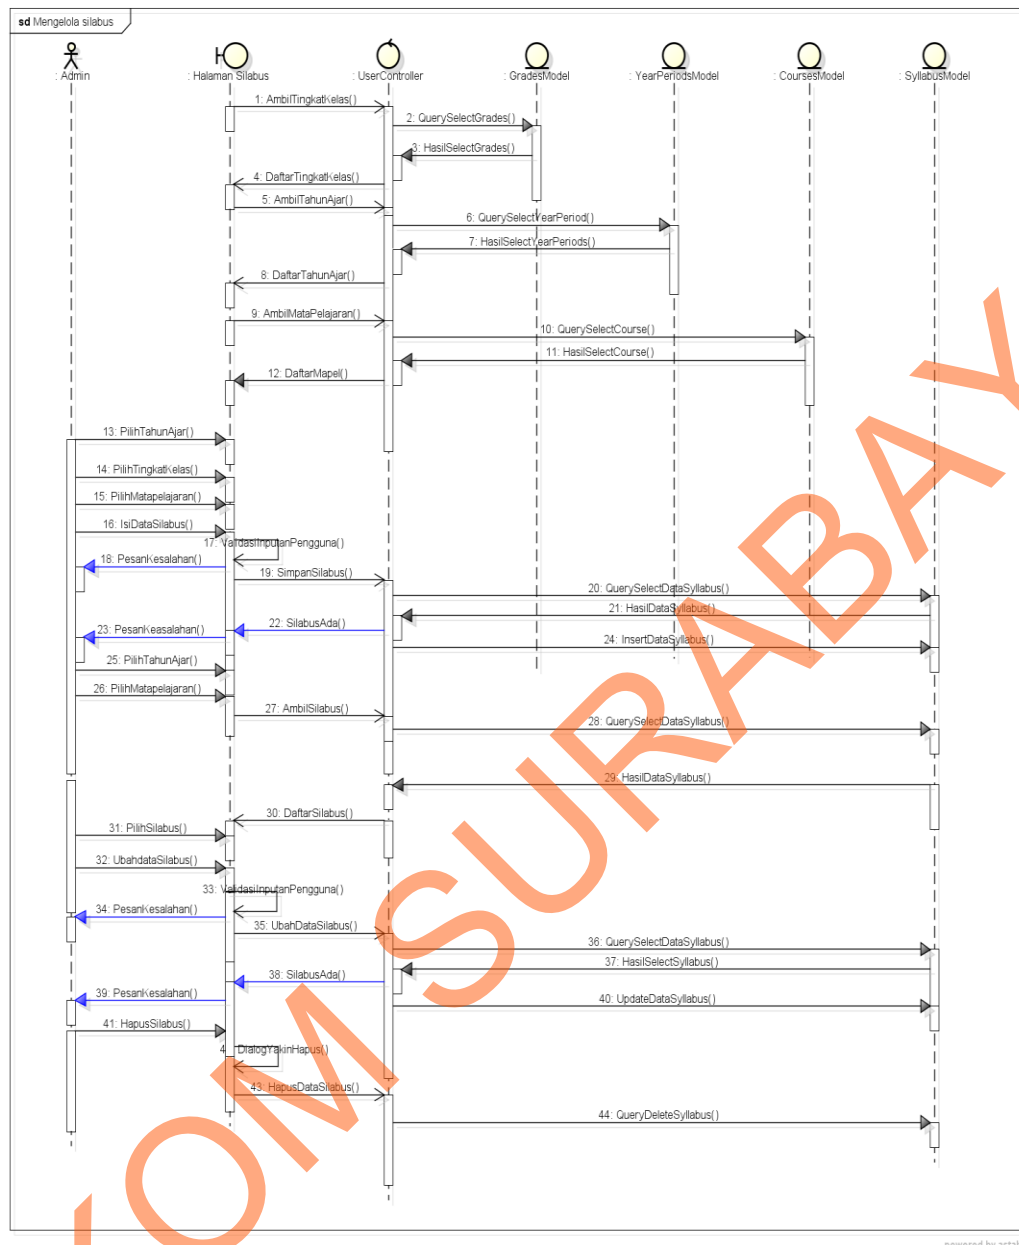 sd Mengelola silabus
: Admin
: Halaman Silabus
: UserController
: GradesModel
: YearPeriodsModel
: CoursesModel
: SyllabusModel
1: AmbilTingkatKelas()
2: QuerySelectGrades()
3: HasilSelectGrades()
4: DaftarTingkatKelas()
5: AmbilTahunAjar()
6: QuerySelectYearPeriod()
7: HasilSelectYearPeriods()
8: DaftarTahunAjar()
9: AmbilMataPelajaran()
10: QuerySelectCourse()
11: HasilSelectCourse()
12: DaftarMapel()
13: PilihTahunAjar()
14: PilihTingkatKelas()
15: PilihMatapelajaran()
16: IsiDataSilabus()
17: ValidasiInputanPengguna()
18: PesanKesalahan()
19: SimpanSilabus()
20: QuerySelectDataSyllabus()
21: HasilDataSyllabus()
22: SilabusAda()
23: PesanKeasalahan()
24: InsertDataSyllabus()
25: PilihTahunAjar()
26: PilihMatapelajaran()
27: AmbilSilabus()
28: QuerySelectDataSyllabus()
29: HasilDataSyllabus()
30: DaftarSilabus()
31: PilihSilabus()
32: UbahdataSilabus()
33: ValidasiInputanPengguna()
34: PesanKesalahan()
35: UbahDataSilabus()
36: QuerySelectDataSyllabus()
37: HasilSelectSyllabus()
38: SilabusAda()
39: PesanKesalahan()
40: UpdateDataSyllabus()
41: HapusSilabus()
DialogYakinHapus()
43: HapusDataSilabus()
44: QueryDeleteSyllabus()
KOM SURABAY
powered by